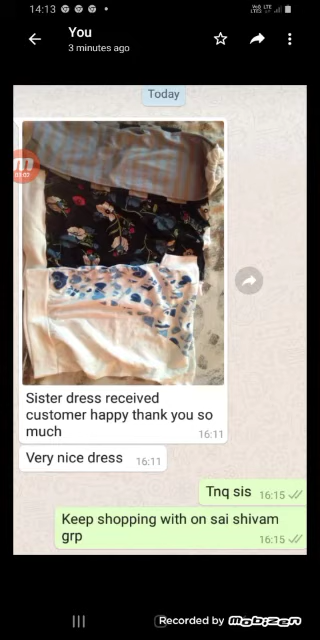 14:13
You
3 minutes ago
Today
03:03
Sister dress received
customer happy thank you so
much
16:11
Very nice dress 16:11
Tnq sis 16:15
Keep shopping with on sai shivam
grp
16:15
Recorded by mobizen